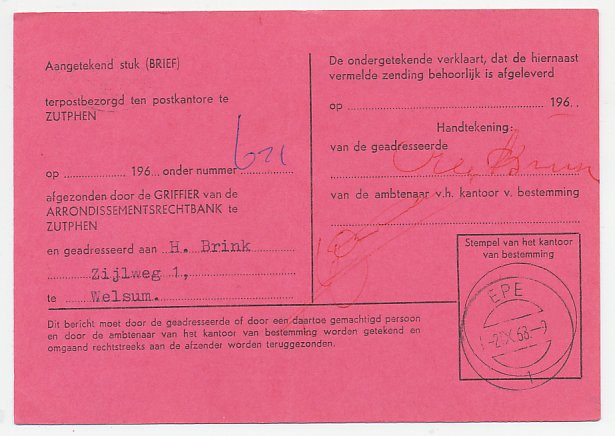 Aangetekend stuk (BRIEF)
terpostbezorgd ten postkantore te
ZUTPHEN
op ........................ 196... onder nummer
afgezonden door de GRIFFIER van de
ARRONDISSEMENTSRECHTBANK te
ZUTPHEN
en geadresseerd aan H. Brink
Zijlweg 1,
te Welsum.
De ondergetekende verklaart, dat de hiernaast
vermelde zending behoorlijk is afgeleverd
op ........................ 196...
Handtekening:
van de geadresseerde
Brink
van de ambtenaar v.h. kantoor v. bestemming
Stempel van het kantoor
van bestemming
EPE
Dit bericht moet door de geadresseerde of door een daartoe gemachtigd persoon
en door de ambtenaar van het kantoor van bestemming worden getekend en
omgaand rechtstreeks aan de afzender worden teruggezonden.